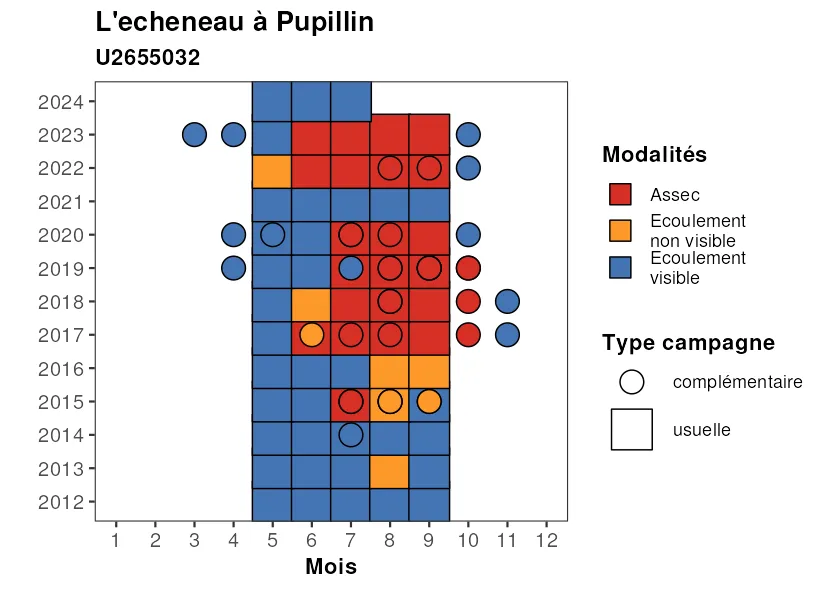 L'echeneau à Pupillin
U2655032
2024
2023
2022
2021
2020
2019
2018
2017
2016
2015
2014
2013
2012
1 2 3 4 5 6 7 8 9 10 11 12
Mois
Modalités
Assec
Ecoulement
non visible
Ecoulement
visible
Type campagne
complémentaire
usuelle